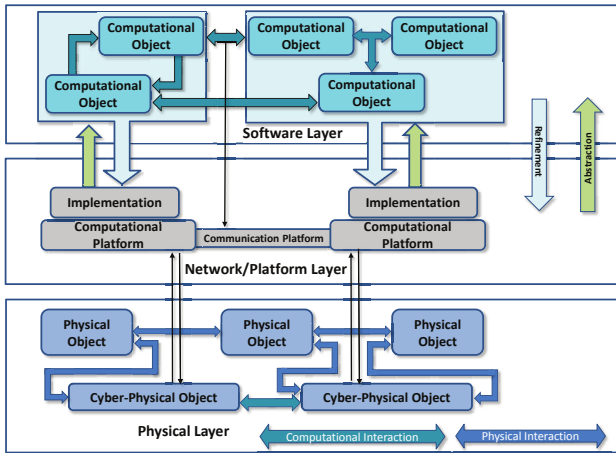 Computational
Object
Computational
Object
Computational
Object
Computational
Object
Computational
Object
Software Layer
Refinement
Abstraction
Implementation
Implementation
Computational
Platform
Communication Platform
Computational
Platform
Network/Platform Layer
Physical
Object
Physical
Object
Physical
Object
Cyber-Physical Object
Cyber-Physical Object
Physical Layer
Computational Interaction
Physical Interaction